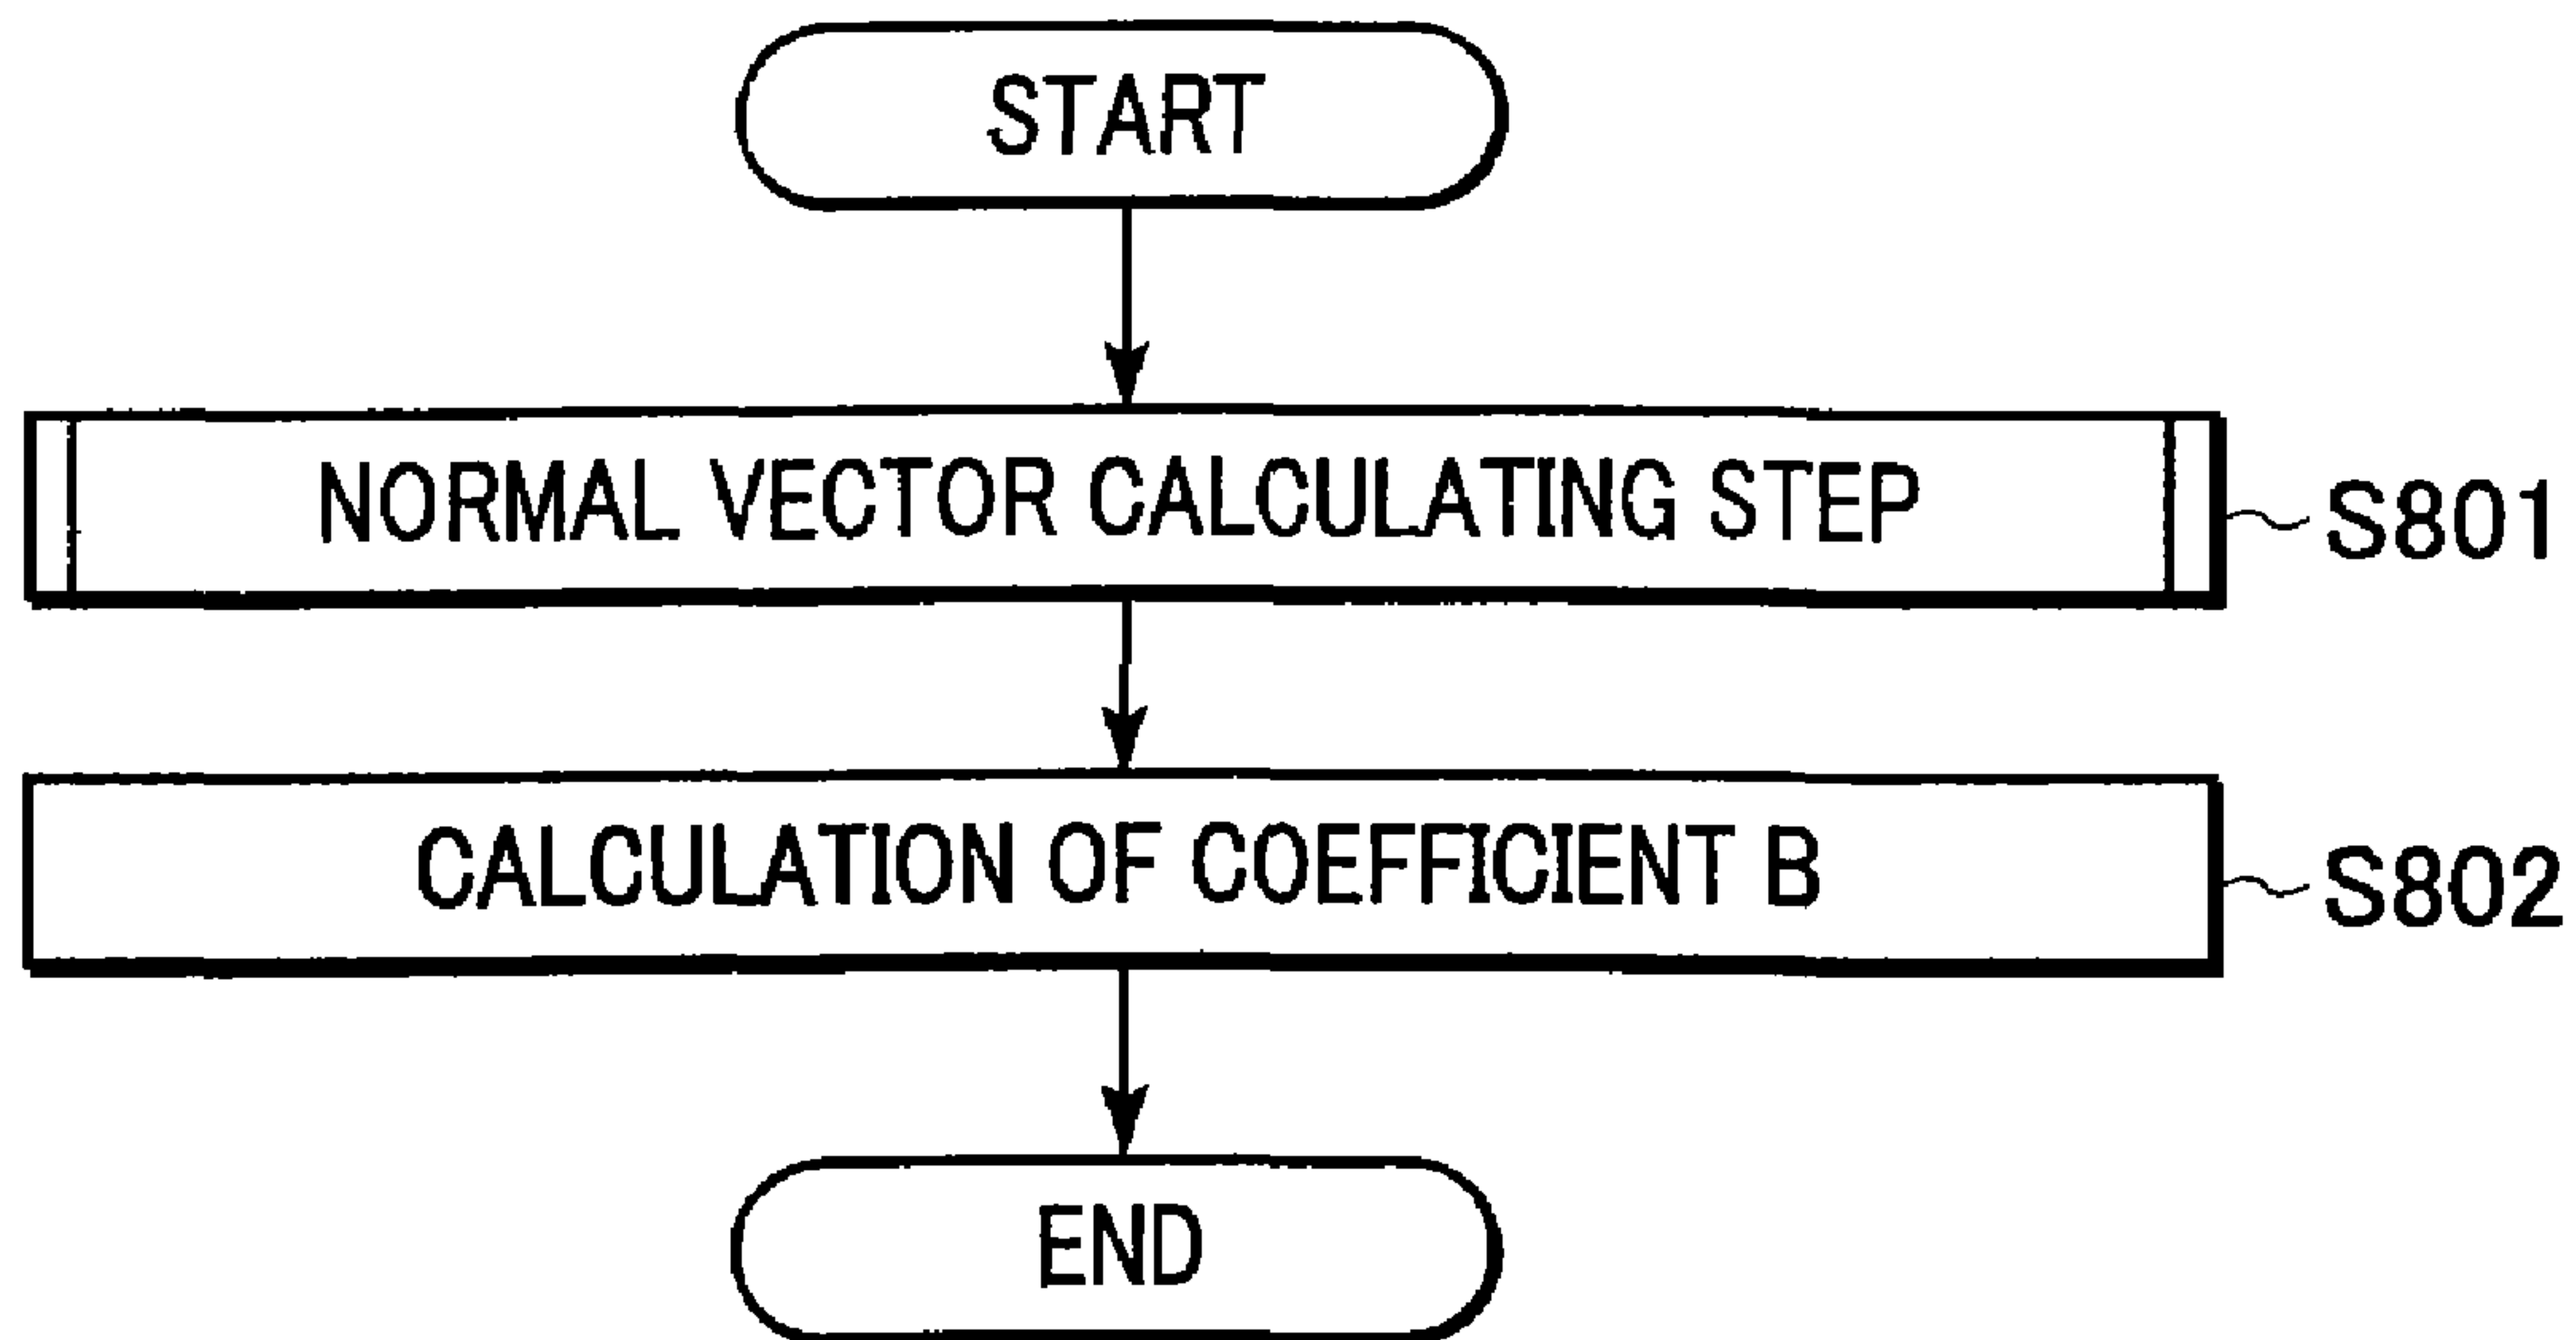 START
NORMAL VECTOR CALCULATING STEP
S801
CALCULATION OF COEFFICIENT B
S802
END